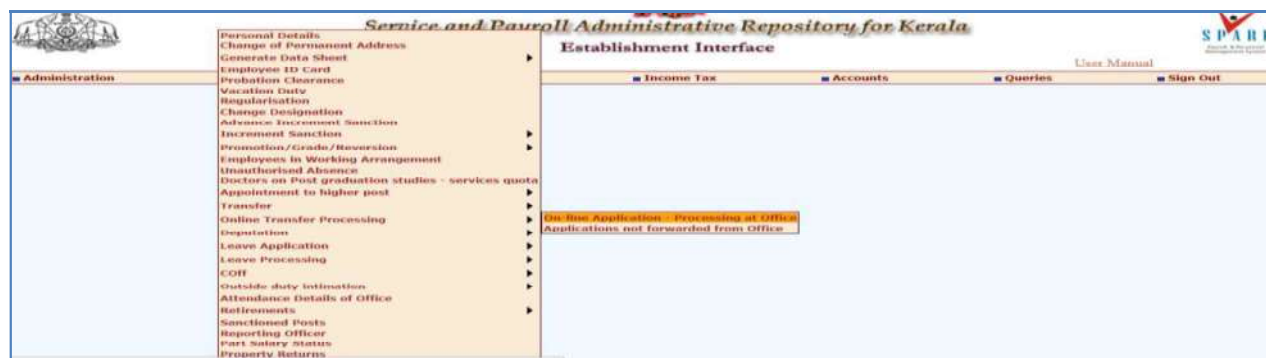 Service and Payroll Administrative Repository for Kerala
Establishment Interface
SPARK
User Manual
Administration
Income Tax
Accounts
Queries
Sign Out
Personal Details
Change of Permanent Address
Generate Data Sheet
Employee ID Card
Probation Clearance
Vacation Duty
Regularisation
Change Designation
Advance Increment Sanction
Increment Sanction
Promotion/Grade/Reversion
Employees in Working Arrangement
Unauthorised Absence
Doctors on Post graduation studies - services quota
Appointment to higher post
Transfer
Online Transfer Processing
On-line Application - Processing at Office
Applications not forwarded from Office
Deputation
Leave Application
Leave Processing
COff
Outside duty intimation
Attendance Details of Office
Retirements
Sanctioned Posts
Reporting Officer
Part Salary Status
Property Returns